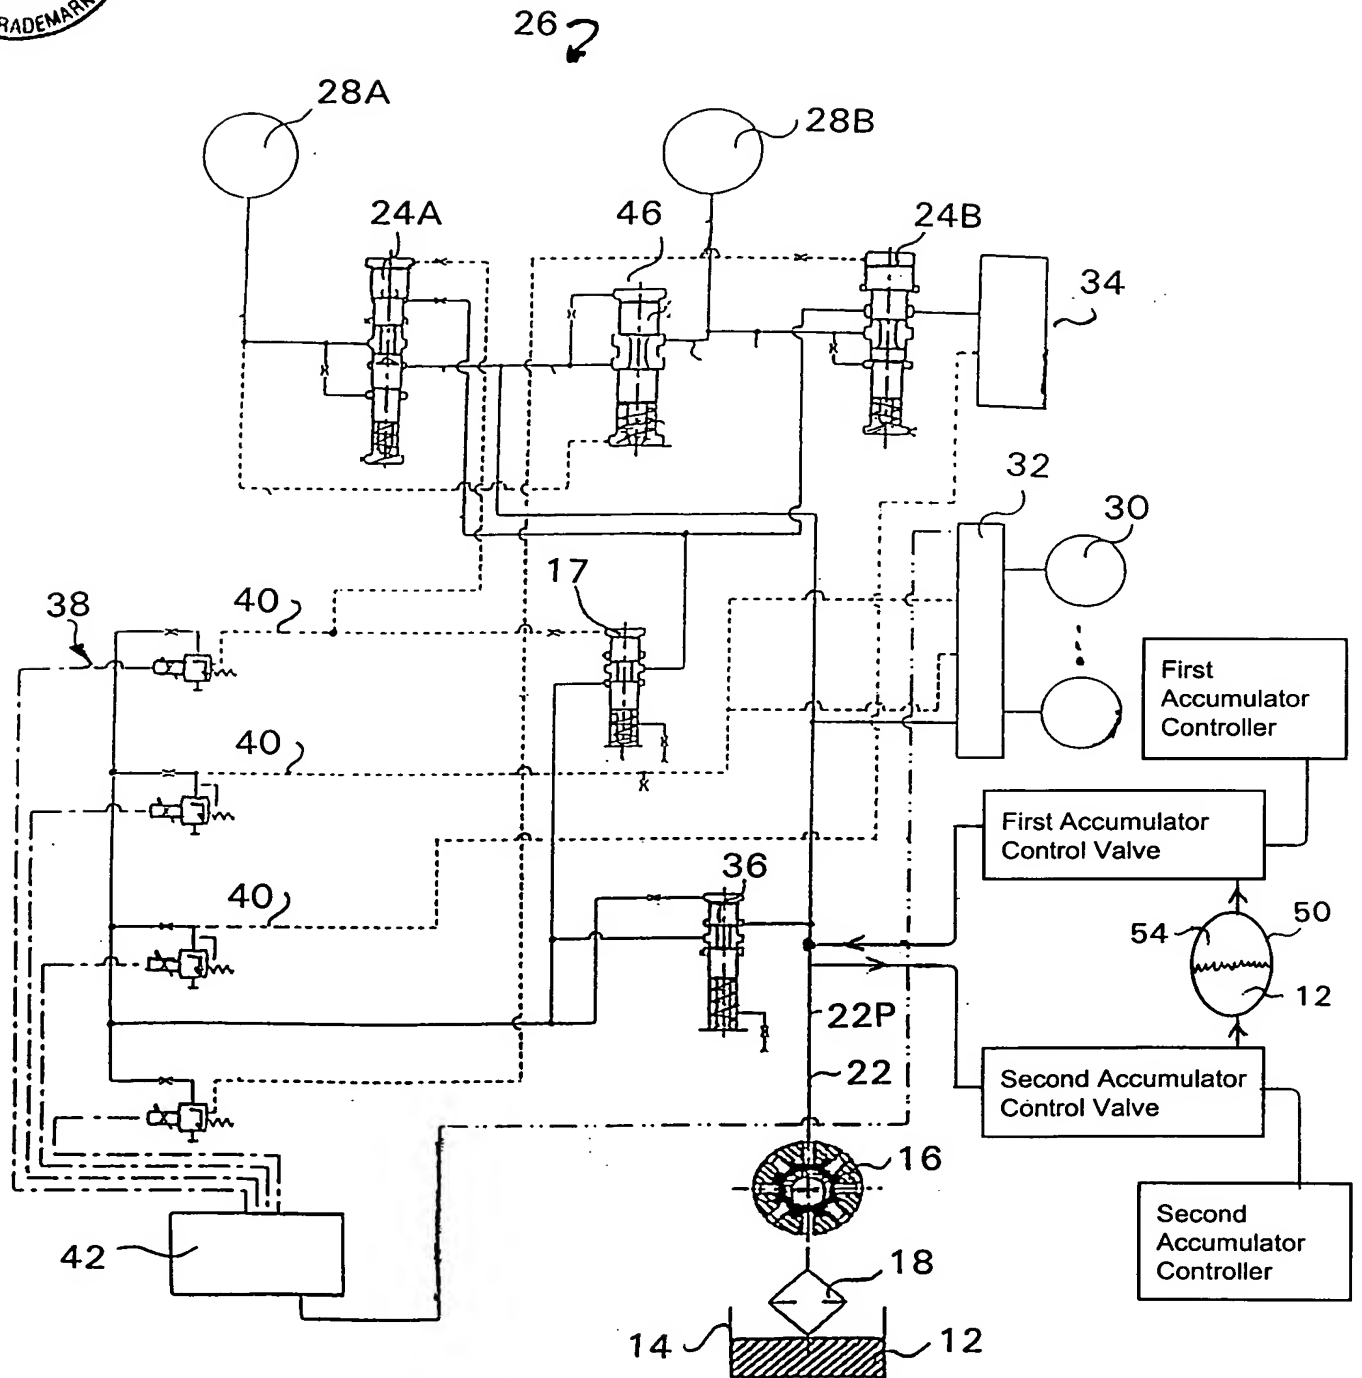 RADEMARK
26
28A
28B
24A
46
24B
34
32
30
17
38
40
First
Accumulator
Controller
40
First Accumulator
Control Valve
36
40
54
50
12
22P
22
Second Accumulator
Control Valve
16
Second
Accumulator
Controller
42
18
14
12